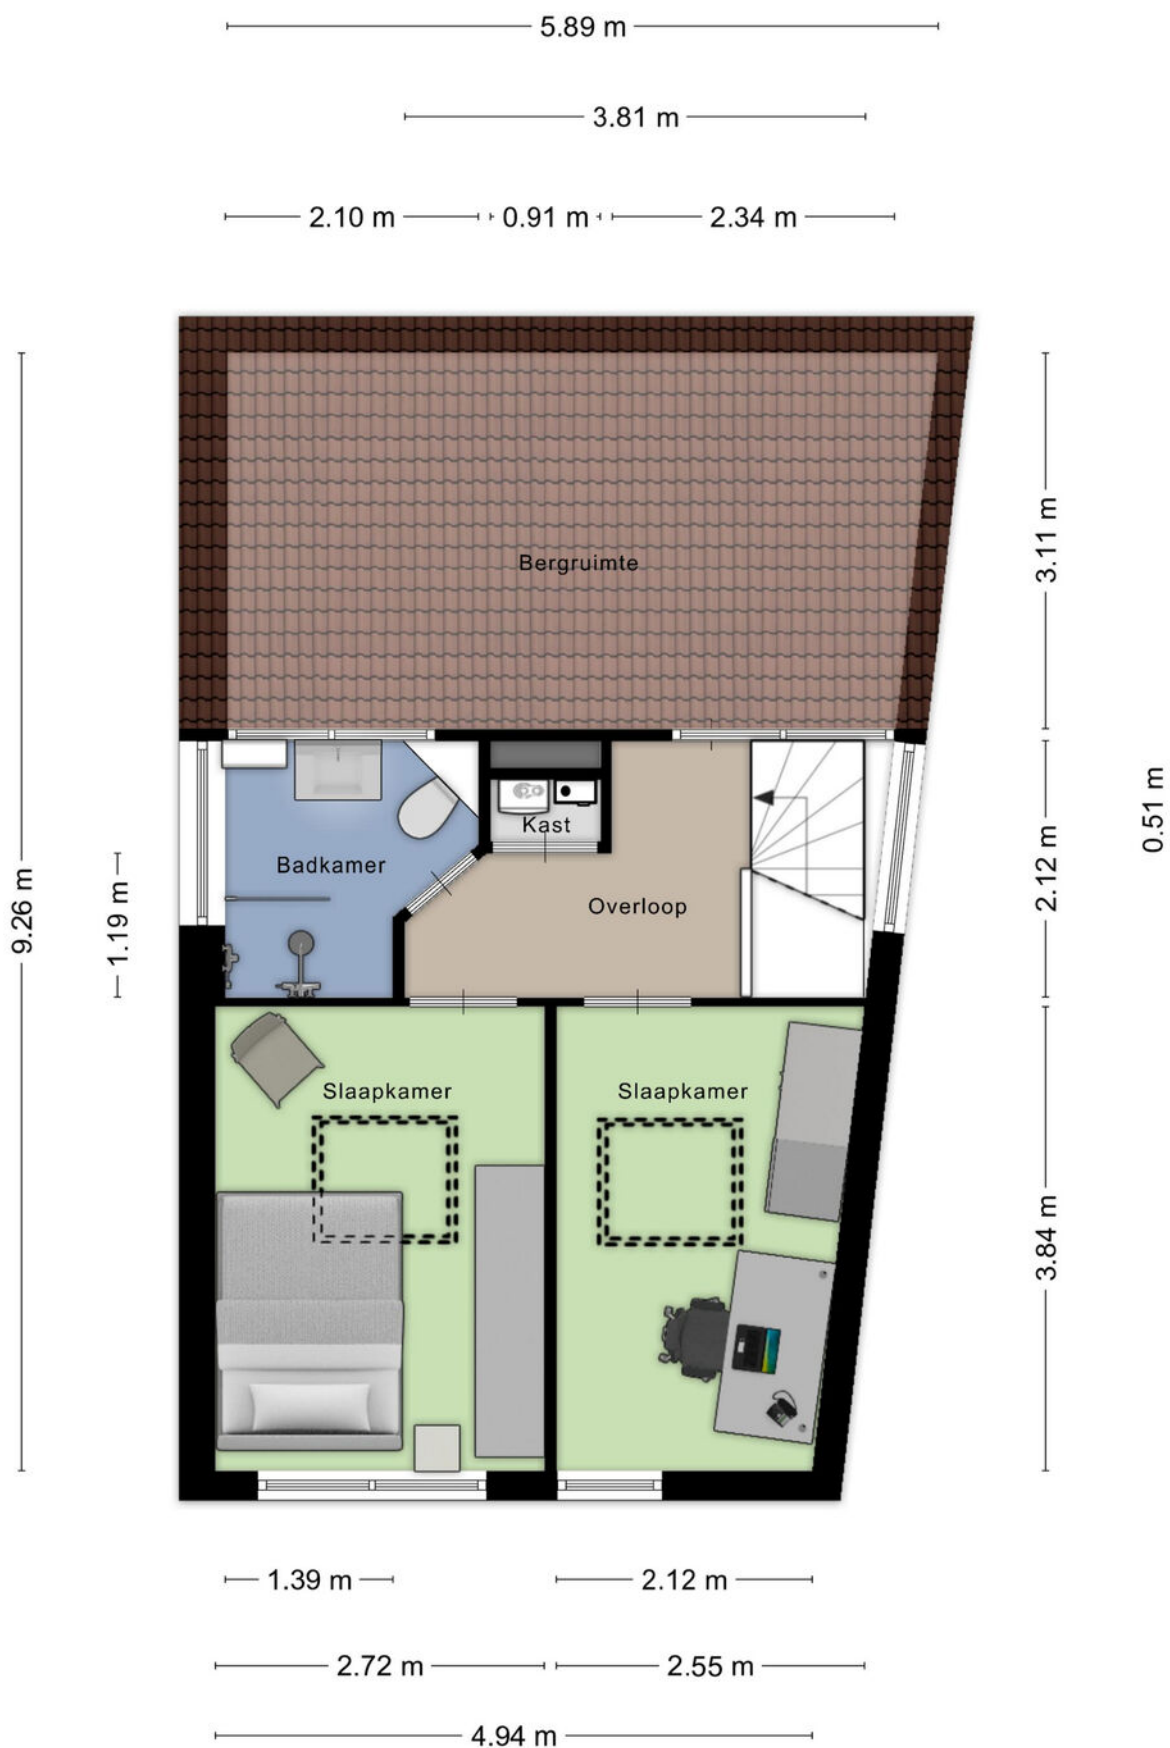 5.89 m
3.81 m
2.10 m
0.91 m
2.34 m
Bergruimte
3.11 m
0.51 m
Kast
Badkamer
2.12 m
9.26 m
1.19 m
Overloop
Slaapkamer
Slaapkamer
3.84 m
1.39 m
2.12 m
2.72 m
2.55 m
4.94 m